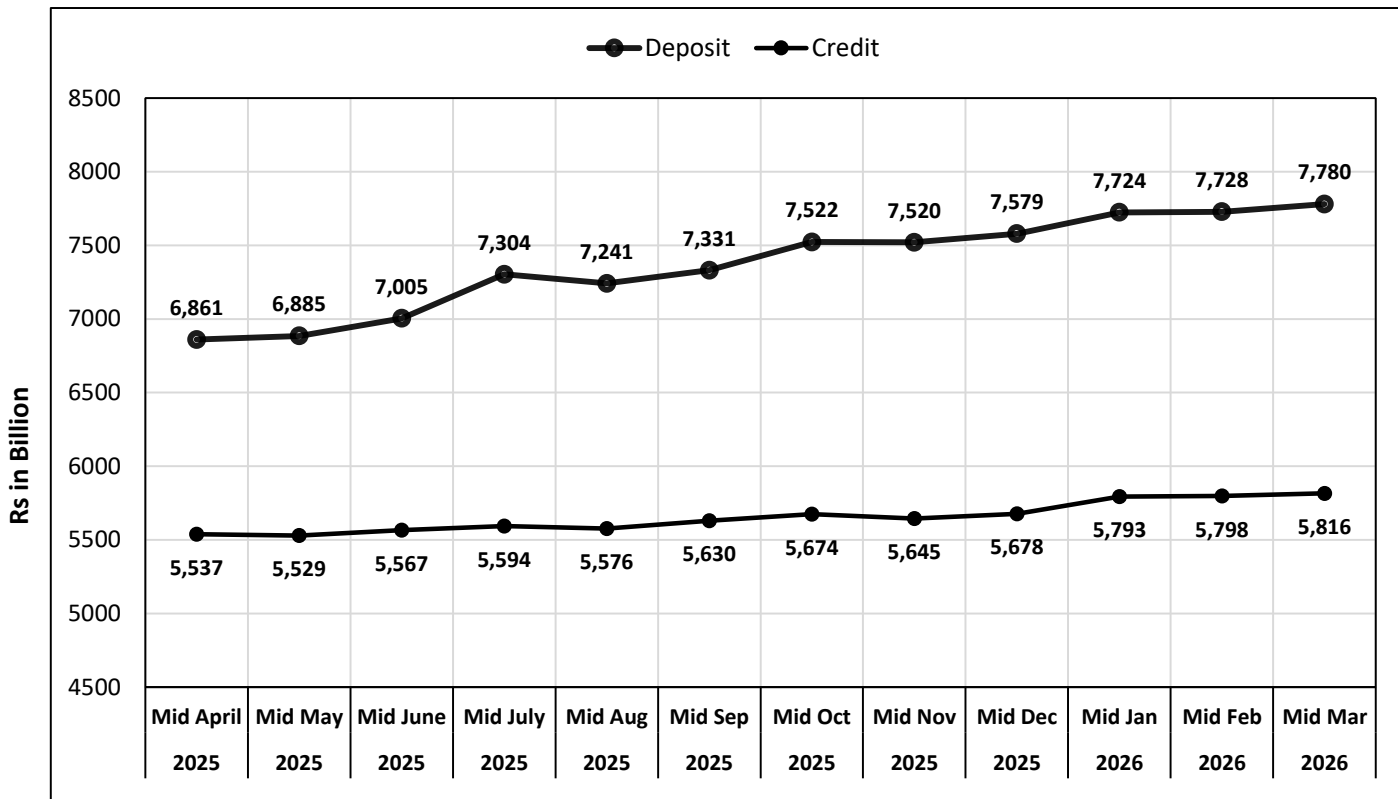 Deposit Credit
8500
8000
7500
7000
6500
6000
5500
5000
4500
Rs in Billion
6,861 6,885 7,005 7,304 7,241 7,331 7,522 7,520 7,579 7,724 7,728 7,780
5,537 5,529 5,567 5,594 5,576 5,630 5,674 5,645 5,678 5,793 5,798 5,816
Mid April Mid May Mid June Mid July Mid Aug Mid Sep Mid Oct Mid Nov Mid Dec Mid Jan Mid Feb Mid Mar
2025 2025 2025 2025 2025 2025 2025 2025 2025 2026 2026 2026